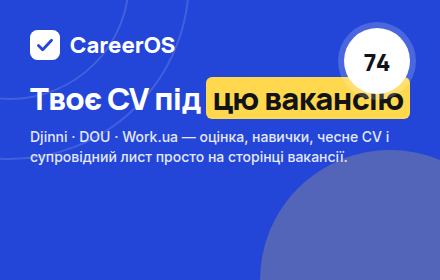 CareerOS
74
Твоє CV під цю вакансію
Djinni · DOU · Work.ua — оцінка, навички, чесне CV і
супровідний лист просто на сторінці вакансії.